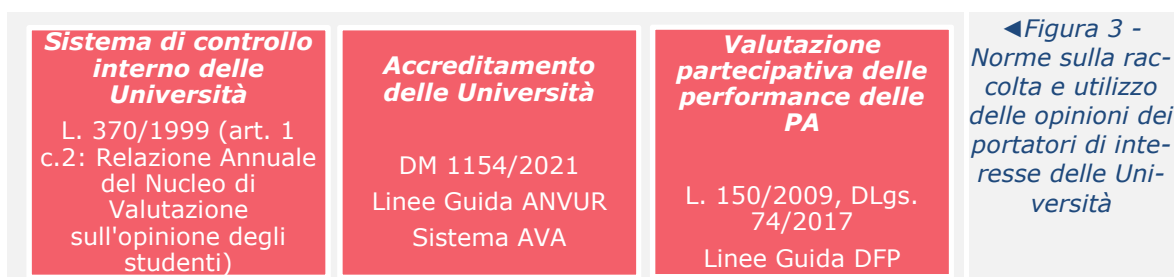 Sistema di controllo
interno delle
Università
L. 370/1999 (art. 1
c.2: Relazione Annuale
del Nucleo di
Valutazione
sull'opinione degli
studenti)
Accreditamento
delle Università
DM 1154/2021
Linee Guida ANVUR
Sistema AVA
Valutazione
partecipativa delle
performance delle
PA
L. 150/2009, DLgs.
74/2017
Linee Guida DFP
◄Figura 3 -
Norme sulla rac-
colta e utilizzo
delle opinioni dei
portatori di inte-
resse delle Uni-
versità